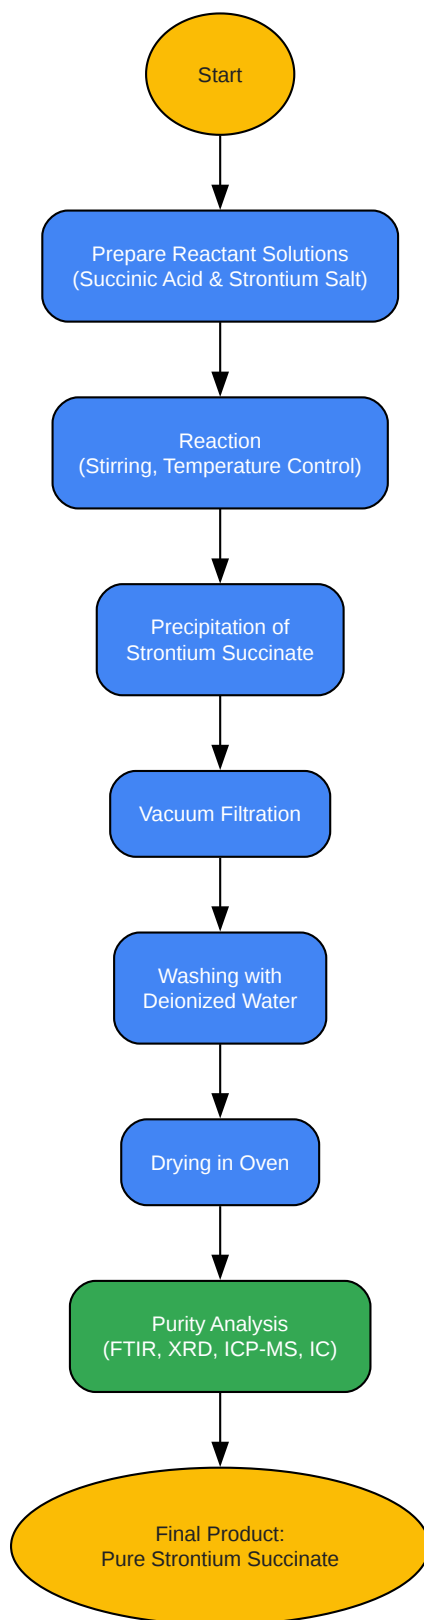 Start
Prepare Reactant Solutions
(Succinic Acid & Strontium Salt)
Reaction
(Stirring, Temperature Control)
Precipitation of
Strontium Succinate
Vacuum Filtration
Washing with
Deionized Water
Drying in Oven
Purity Analysis
(FTIR, XRD, ICP-MS, IC)
Final Product:
Pure Strontium Succinate